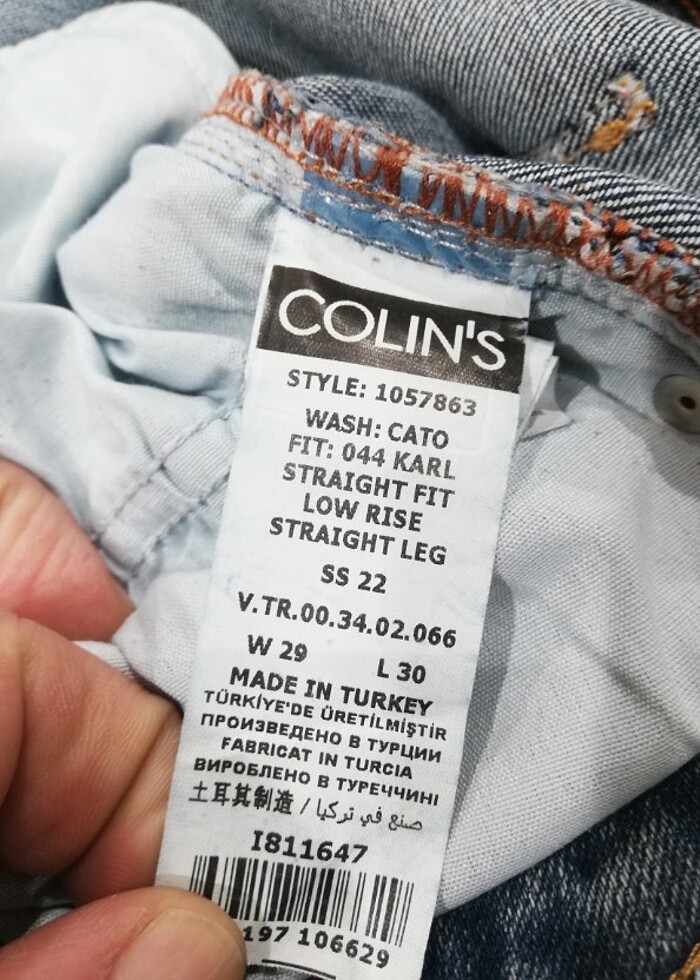 COLIN'S
STYLE: 1057863
WASH: CATO
FIT: 044 KARL
STRAIGHT FIT
LOW RISE
STRAIGHT LEG
SS 22
V.TR.00.34.02.066
W 29 L 30
MADE IN TURKEY
TÜRKİYE'DE ÜRETİLMİŞTİR
ПРОИЗВЕДЕНО В ТУРЦИИ
FABRICAT IN TURCIA
ВИРОБЛЕНО В ТУРЕЧЧИНІ
土耳其制造 / صنع في تركيا
I811647
197 106629